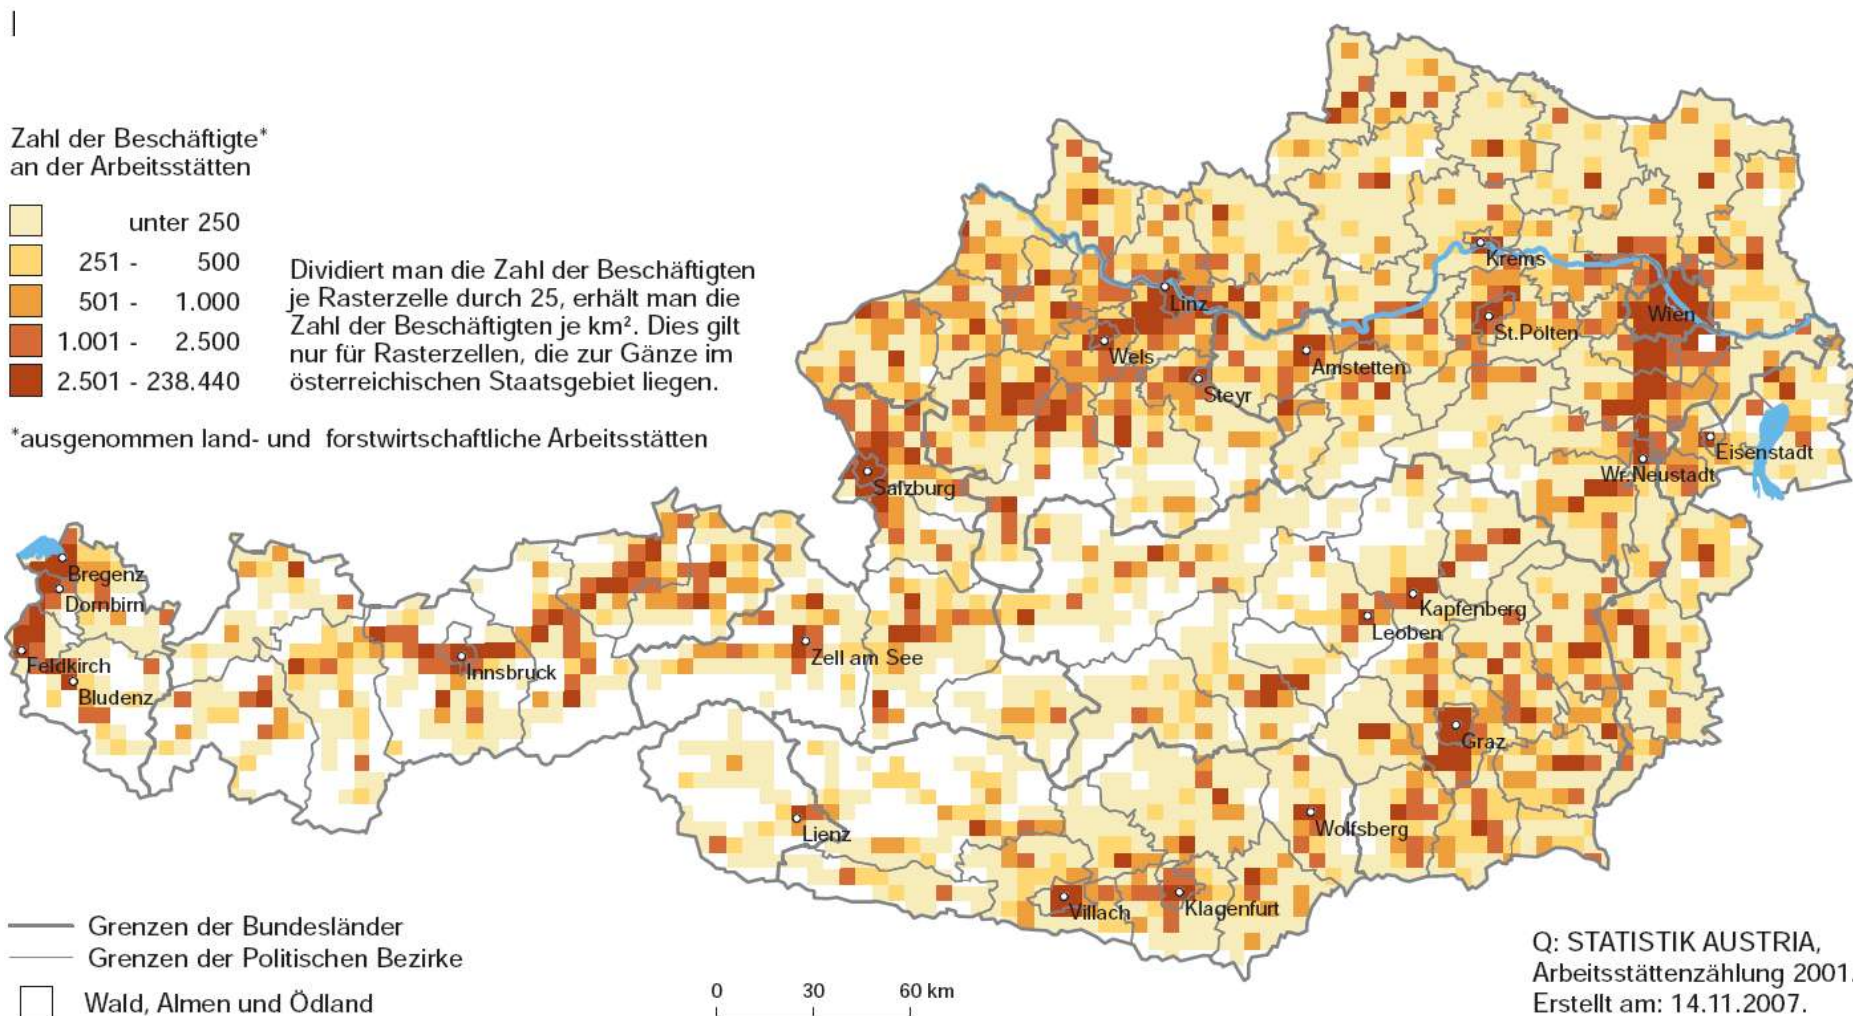 Zahl der Beschäftigte*
an der Arbeitsstätten
unter 250
251 - 500
501 - 1.000
1.001 - 2.500
2.501 - 238.440
Dividiert man die Zahl der Beschäftigten
je Rasterzelle durch 25, erhält man die
Zahl der Beschäftigten je km². Dies gilt
nur für Rasterzellen, die zur Gänze im
österreichischen Staatsgebiet liegen.
*ausgenommen land- und forstwirtschaftliche Arbeitsstätten
Krems
Linz
Wien
St.Pölten
Wels
Amstetten
Steyr
Eisenstadt
Wr.Neustadt
Salzburg
Bregenz
Dornbirn
Kapfenberg
Leoben
Feldkirch
Zell am See
Innsbruck
Bludenz
Graz
Lienz
Wolfsberg
Villach
Klagenfurt
Grenzen der Bundesländer
Grenzen der Politischen Bezirke
Wald, Almen und Ödland
0 30 60 km
Q: STATISTIK AUSTRIA,
Arbeitsstättenzählung 2001.
Erstellt am: 14.11.2007.